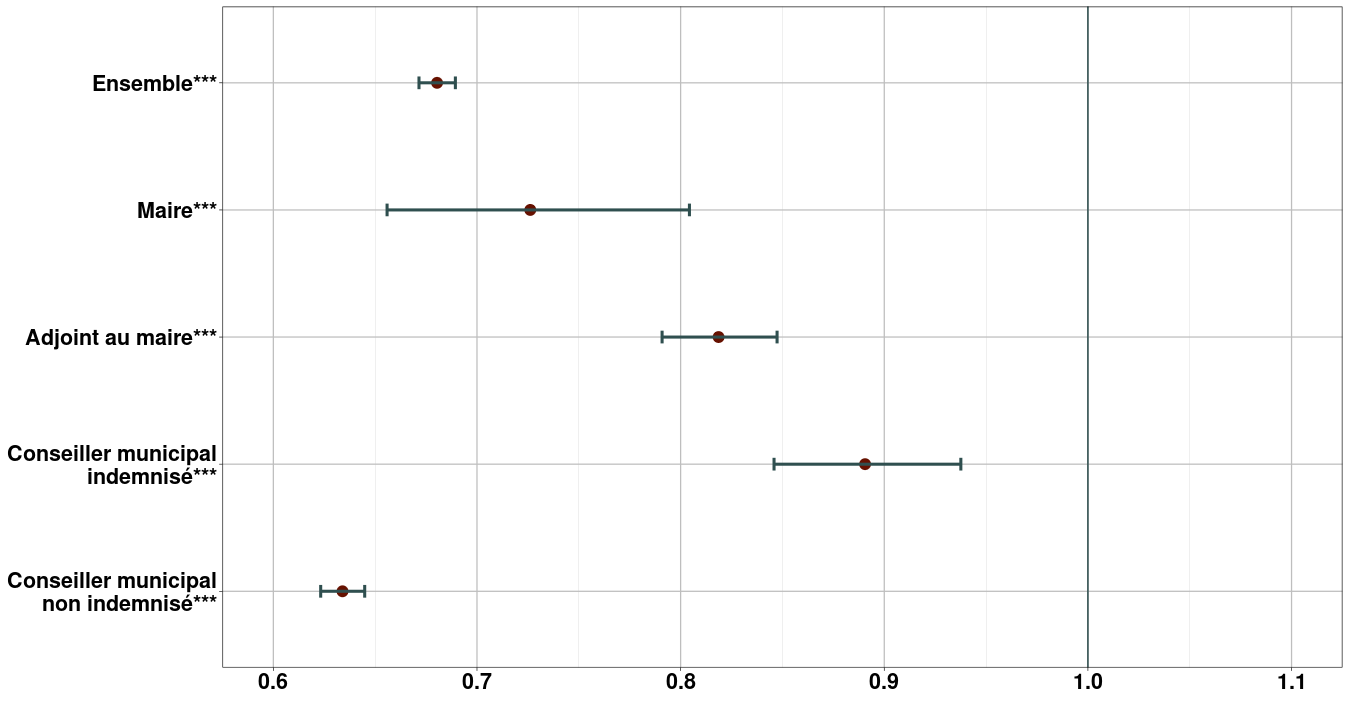 Ensemble***
Maire***
Adjoint au maire***
Conseiller municipal
indemnisé***
Conseiller municipal
non indemnisé***
0.6 0.7 0.8 0.9 1.0 1.1